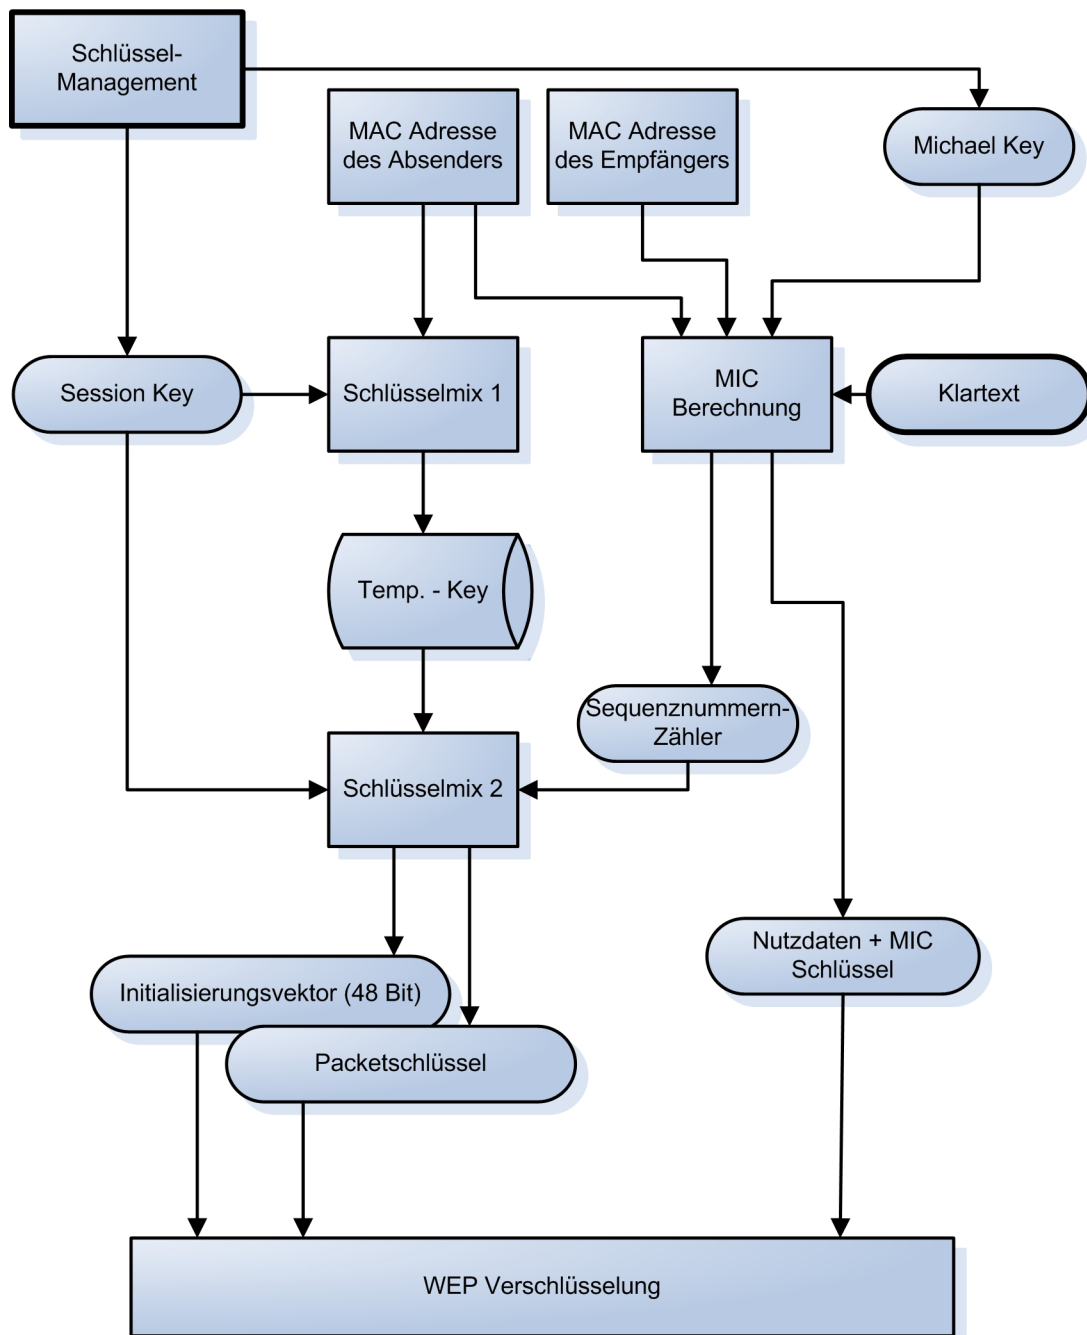 Schlüssel-
Management
MAC Adresse
des Absenders
MAC Adresse
des Empfängers
Michael Key
Session Key
Schlüsselmix 1
MIC
Berechnung
Klartext
Temp. - Key
Sequenznummern-
Zähler
Schlüsselmix 2
Nutzdaten + MIC
Schlüssel
Initialisierungsvektor (48 Bit)
Packetschlüssel
WEP Verschlüsselung